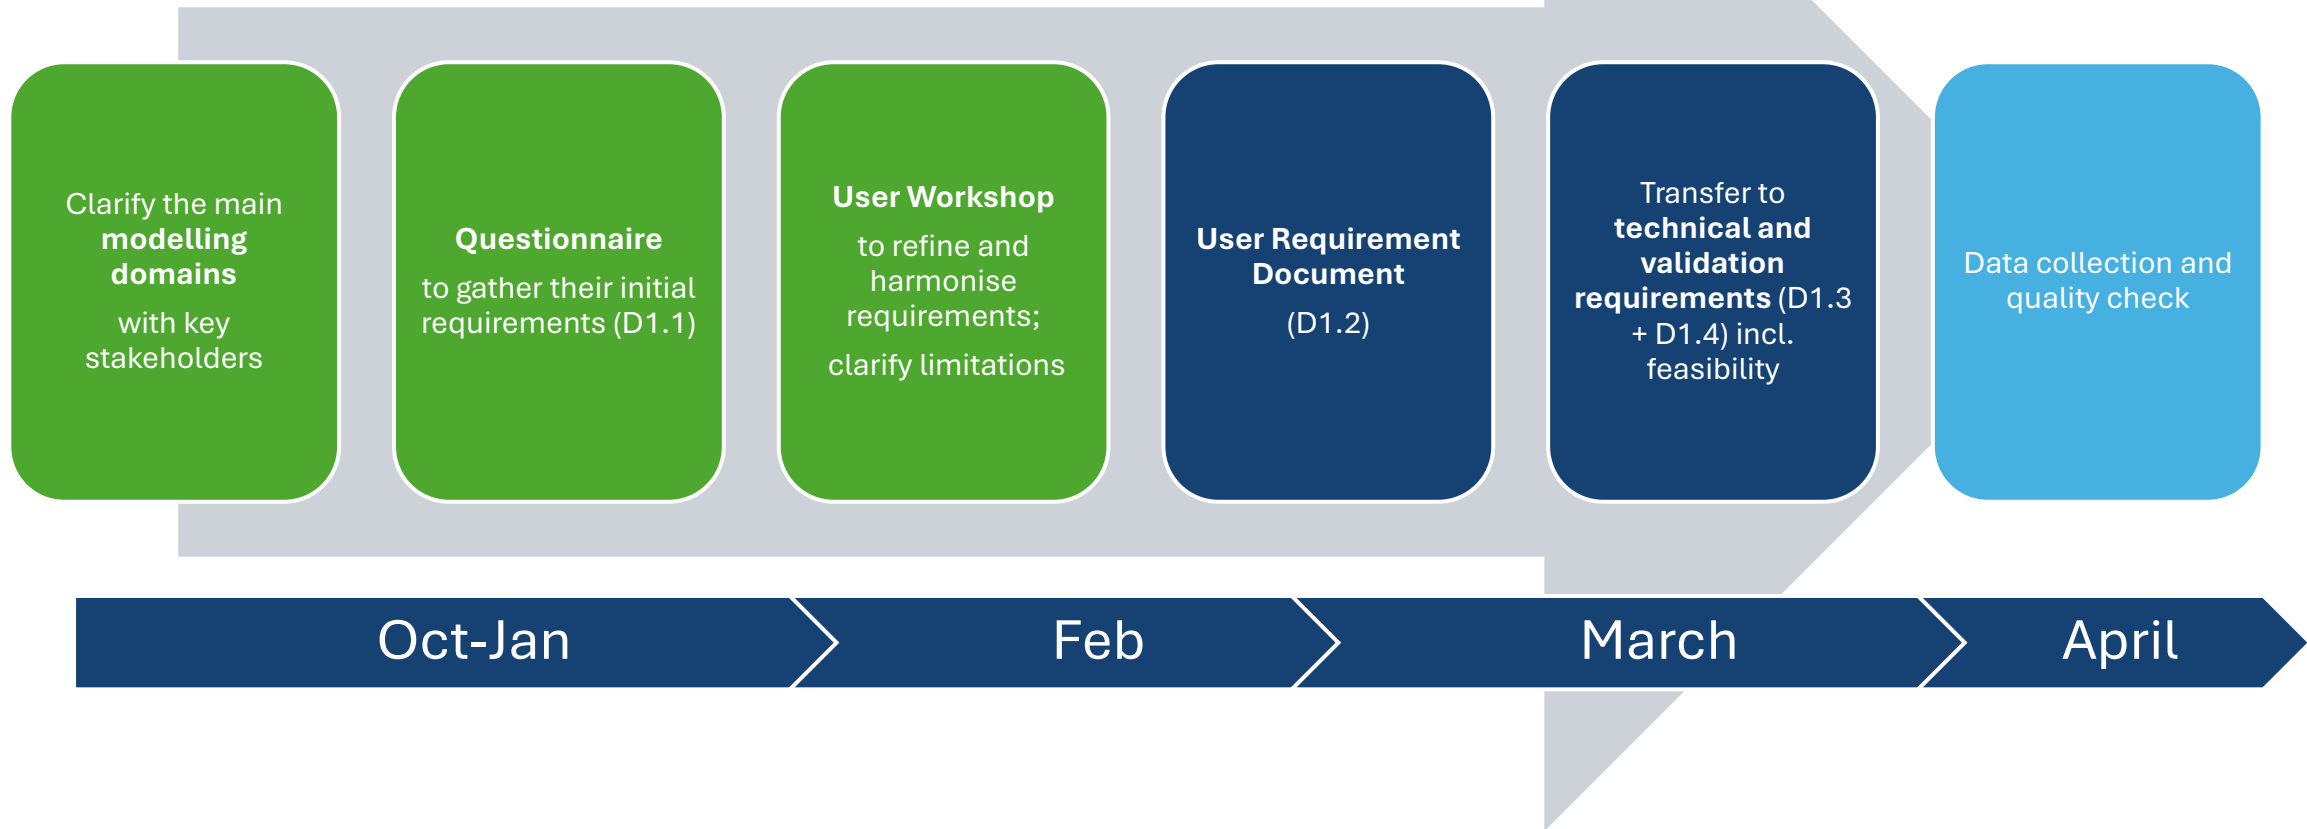 Clarify the main
modelling
domains
with key
stakeholders
Questionnaire
to gather their initial
requirements (D1.1)
User Workshop
to refine and
harmonise
requirements;
clarify limitations
User Requirement
Document
(D1.2)
Transfer to
technical and
validation
requirements (D1.3
+ D1.4) incl.
feasibility
Data collection and
quality check
Oct-Jan
Feb
March
April